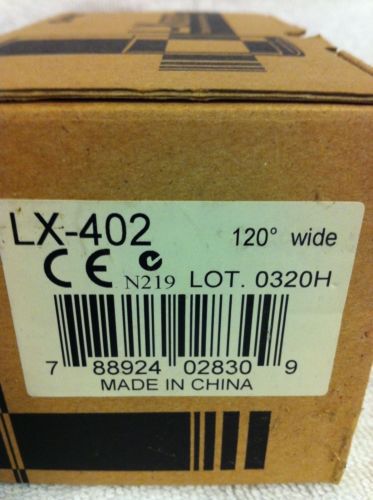 LX-402
120° wide
CE N219 LOT. 0320H
7 88924 02830 9
MADE IN CHINA